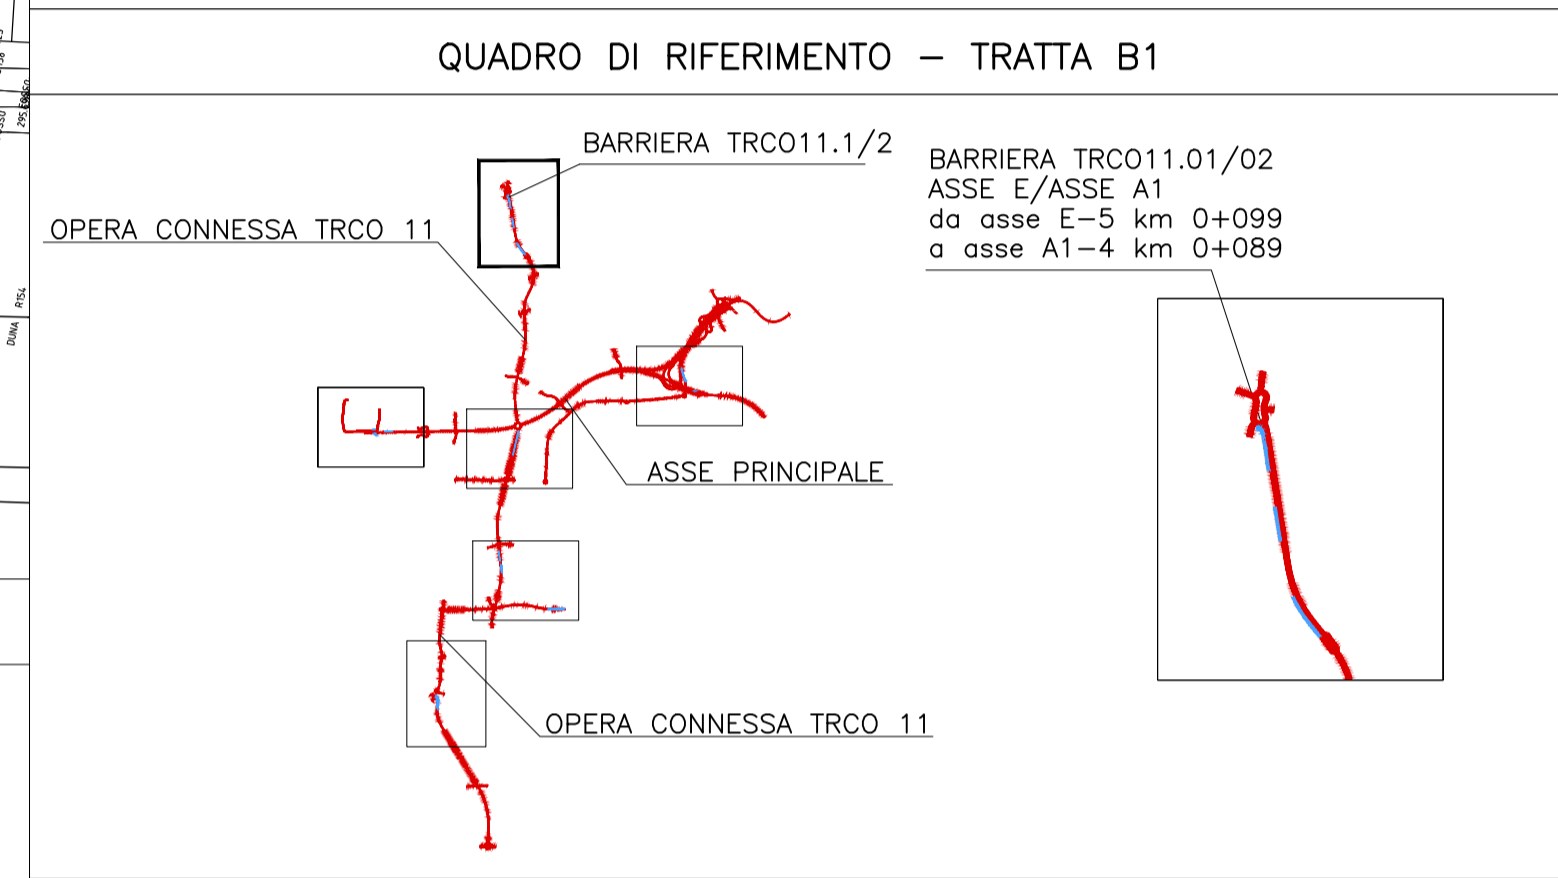 QUADRO DI RIFERIMENTO – TRATTA B1
BARRIERA TRCO11.1/2
BARRIERA TRCO11.01/02
ASSE E/ASSE A1
da asse E–5 km 0+099
a asse A1–4 km 0+089
OPERA CONNESSA TRCO 11
ASSE PRINCIPALE
OPERA CONNESSA TRCO 11
DUNA R154